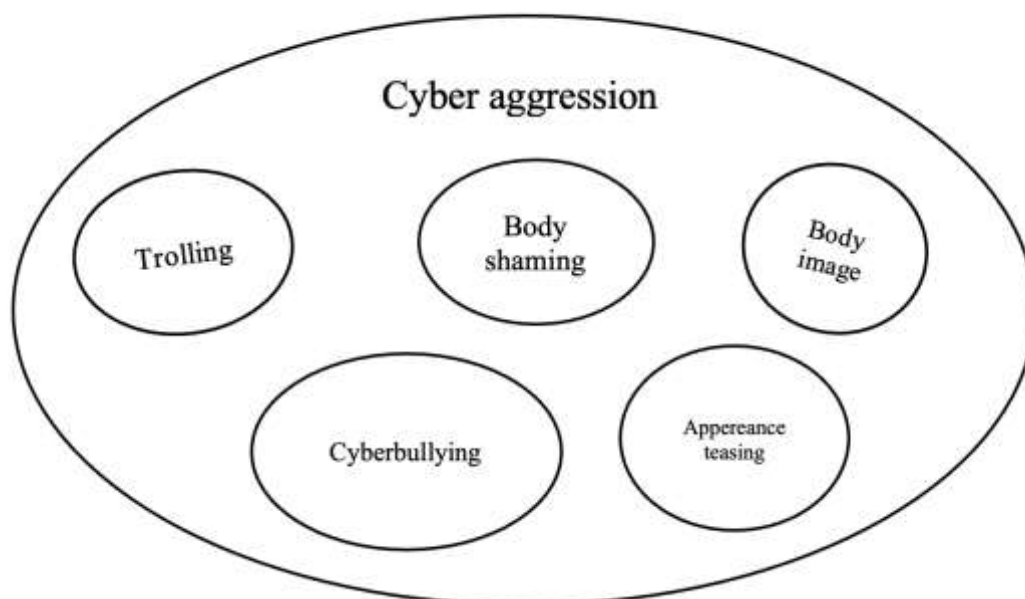 Cyber aggression
Trolling
Body
shaming
Body
image
Cyberbullying
Appereance
teasing